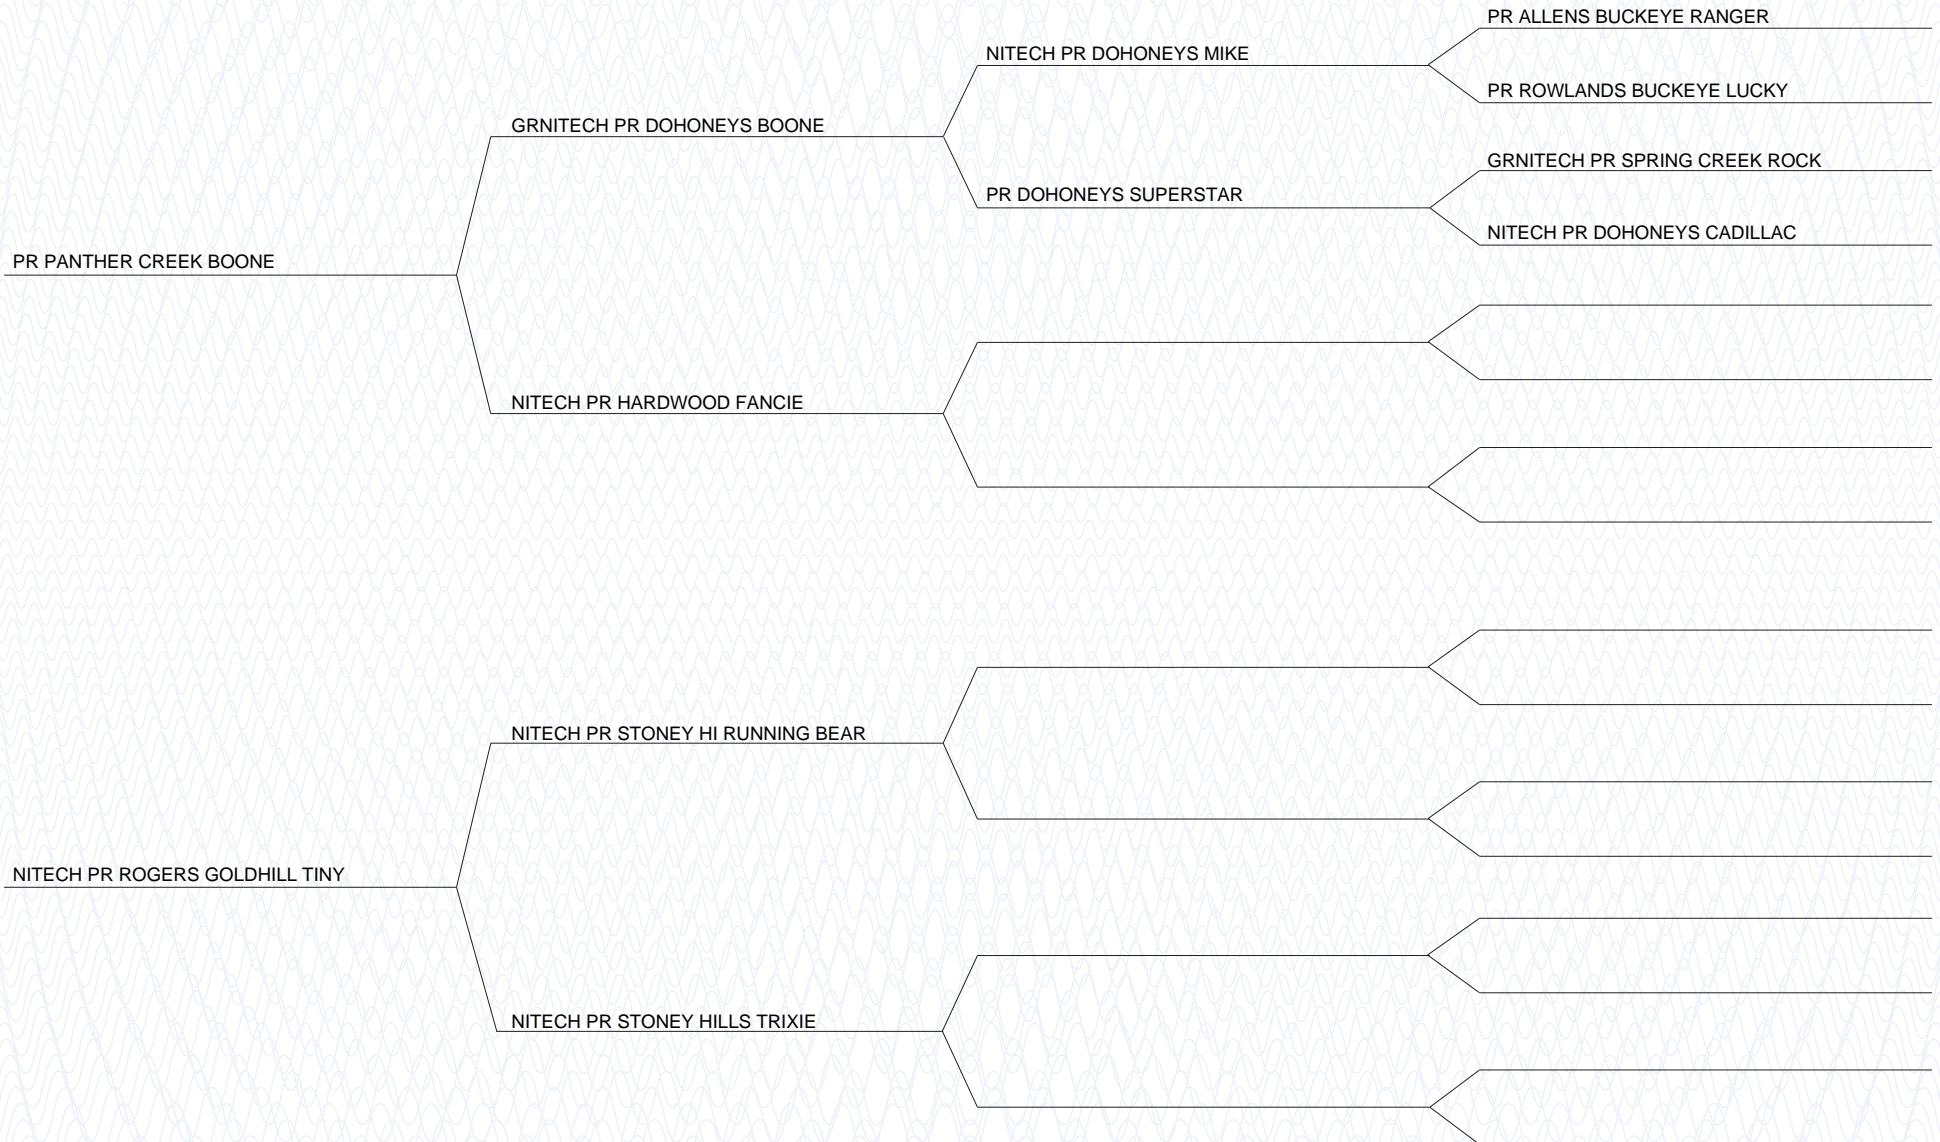 PR ALLENS BUCKEYE RANGER
NITECH PR DOHONEYS MIKE
PR ROWLANDS BUCKEYE LUCKY
GRNITECH PR DOHONEYS BOONE
GRNITECH PR SPRING CREEK ROCK
PR DOHONEYS SUPERSTAR
NITECH PR DOHONEYS CADILLAC
PR PANTHER CREEK BOONE
NITECH PR HARDWOOD FANCIE
NITECH PR STONEY HI RUNNING BEAR
NITECH PR ROGERS GOLDHILL TINY
NITECH PR STONEY HILLS TRIXIE